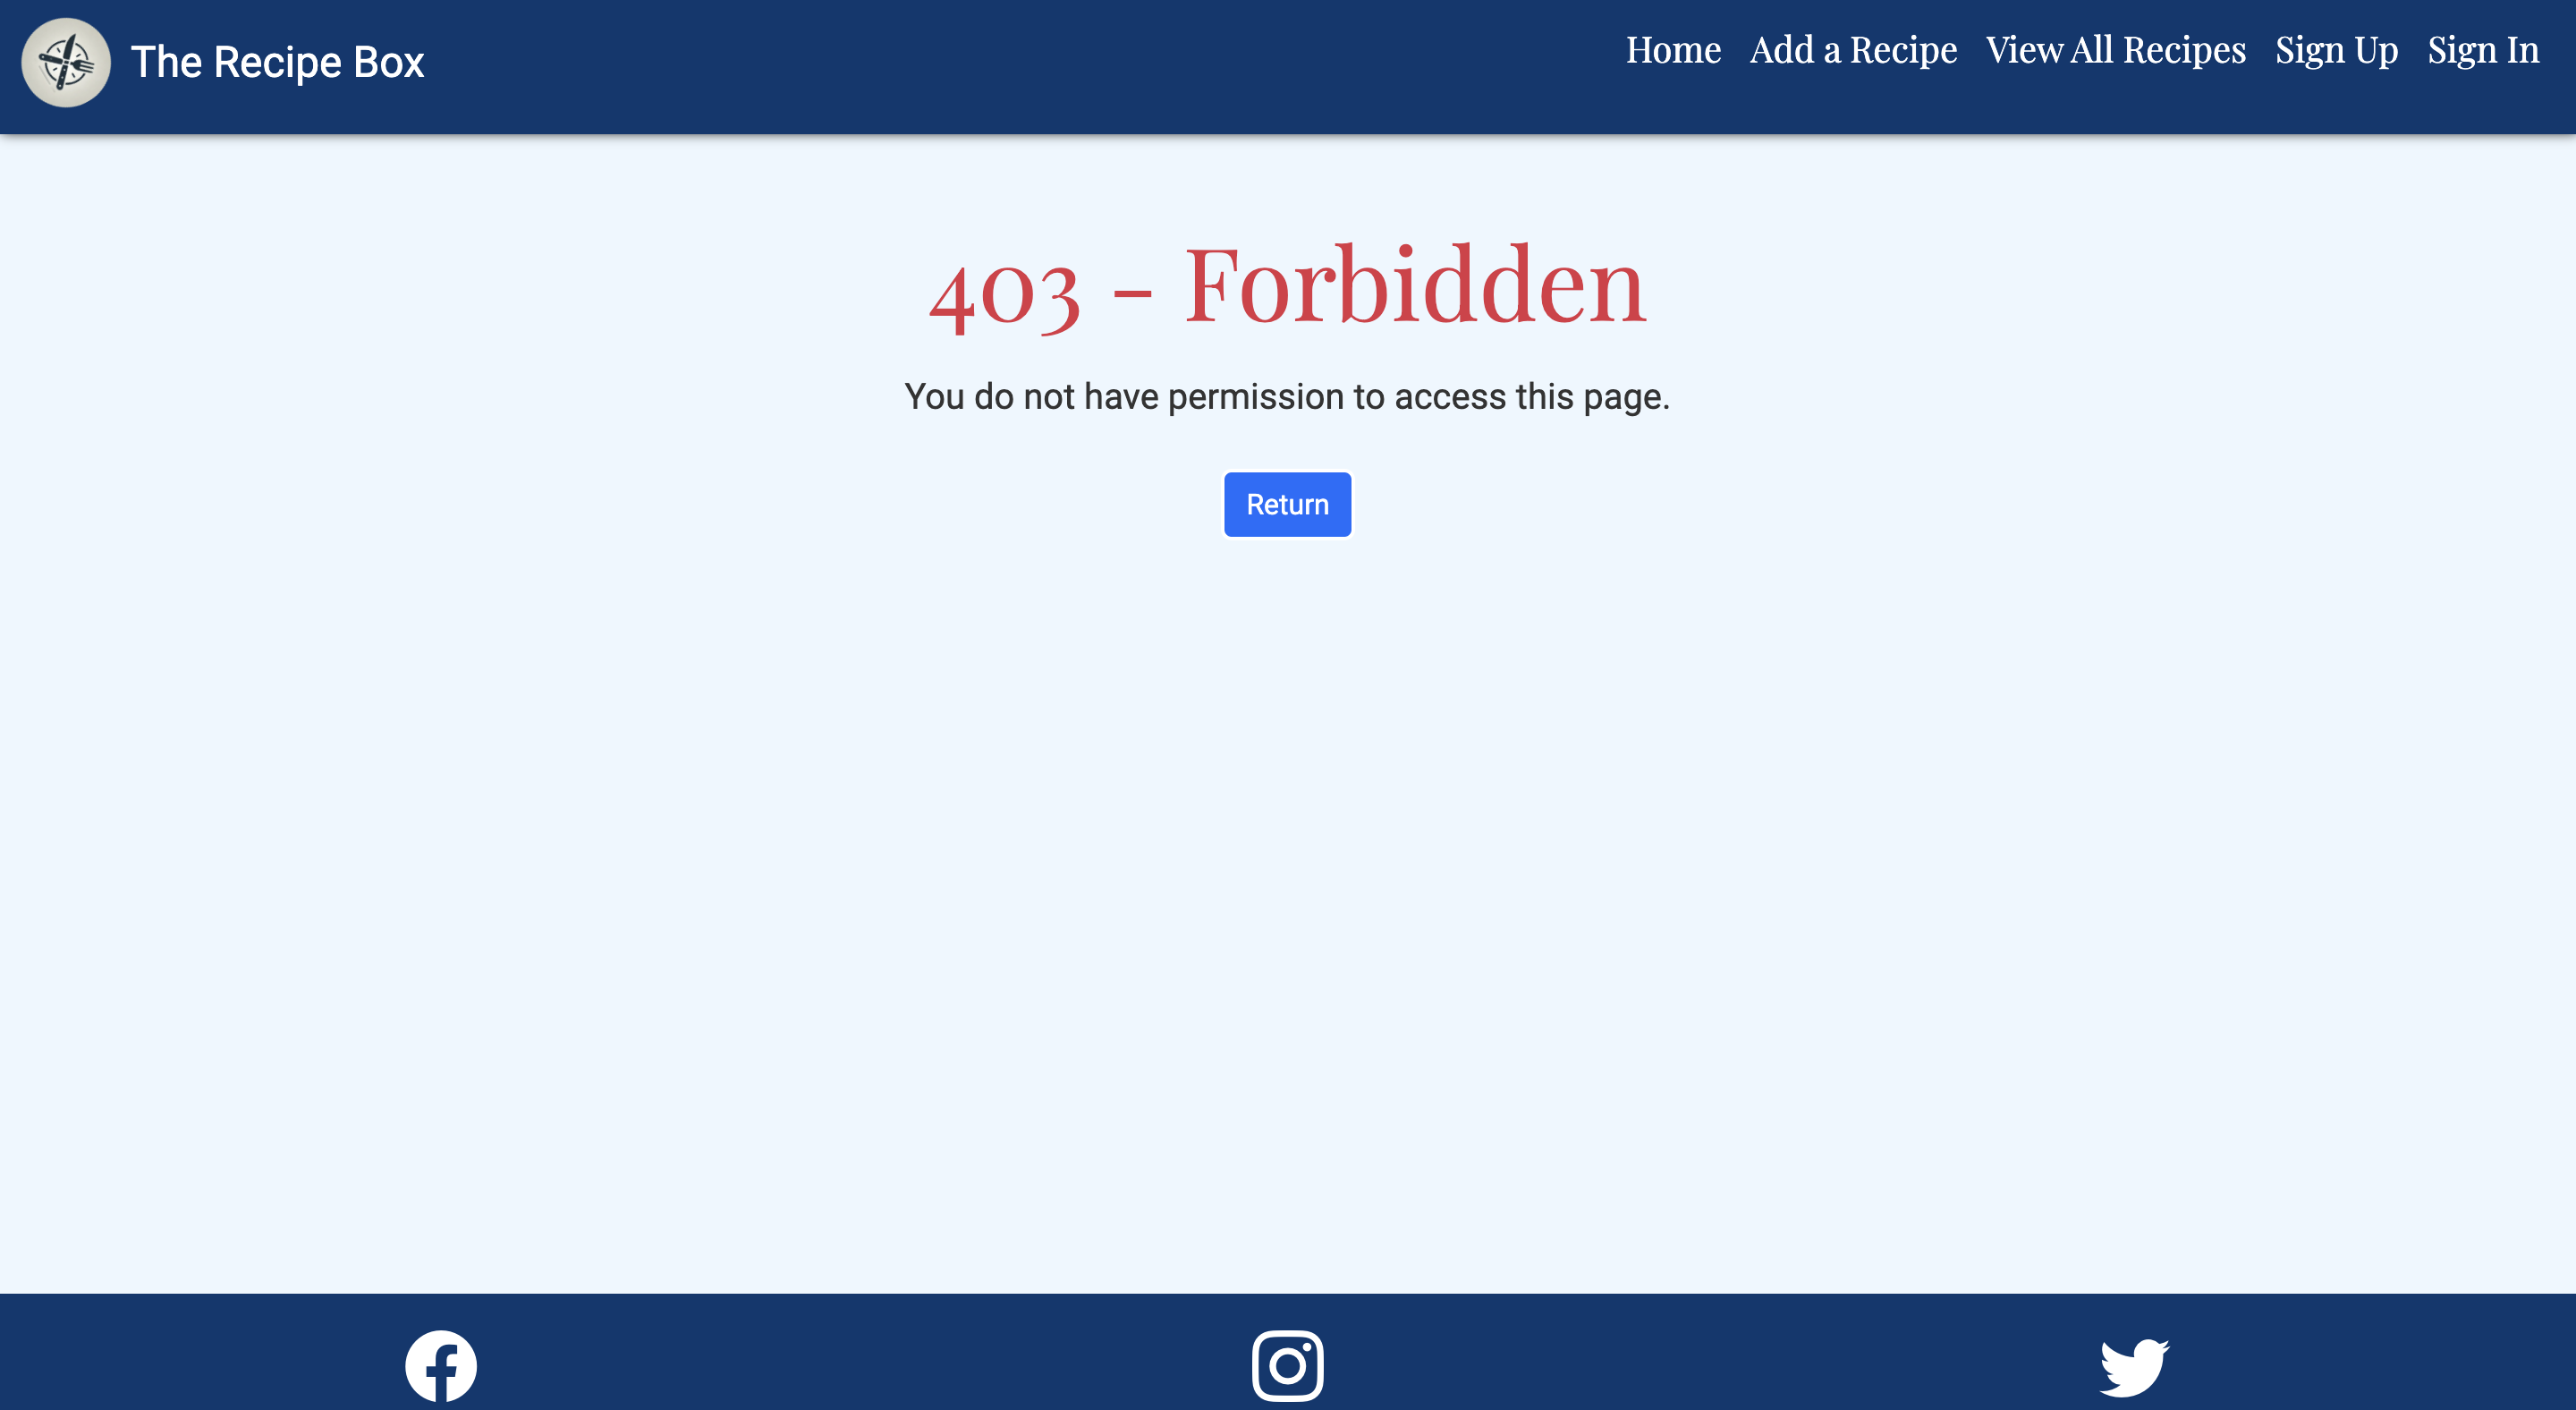 The Recipe Box
Home Add a Recipe View All Recipes Sign Up Sign In
403 - Forbidden
You do not have permission to access this page.
Return